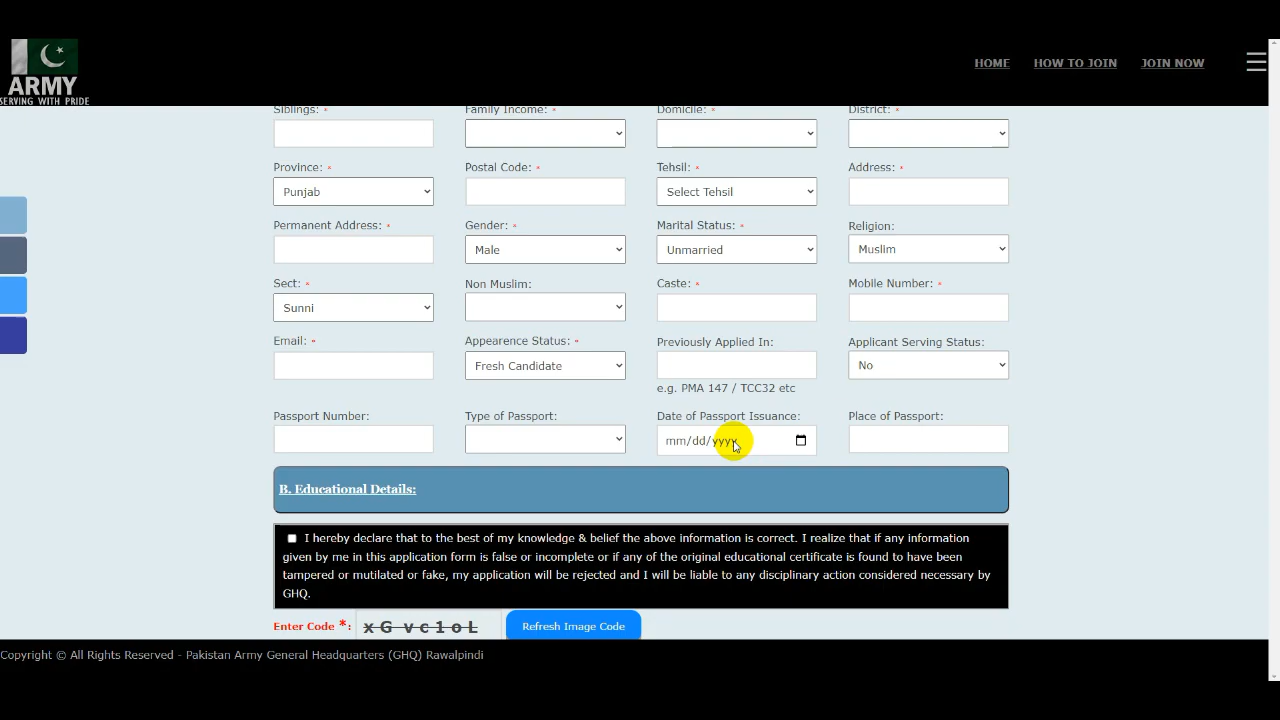 ARMY
SERVING WITH PRIDE
HOME HOW TO JOIN JOIN NOW
Siblings: * Family Income: * Domicile: * District: *
Province: * Postal Code: * Tehsil: * Address: *
Punjab Select Tehsil
Permanent Address: * Gender: * Marital Status: * Religion:
Male Unmarried Muslim
Sect: * Non Muslim: Caste: * Mobile Number: *
Sunni
Email: * Appearence Status: * Previously Applied In: Applicant Serving Status:
Fresh Candidate No
e.g. PMA 147 / TCC32 etc
Passport Number: Type of Passport: Date of Passport Issuance: Place of Passport:
mm/dd/yyyy
B. Educational Details:
I hereby declare that to the best of my knowledge & belief the above information is correct. I realize that if any information
given by me in this application form is false or incomplete or if any of the original educational certificate is found to have been
tampered or mutilated or fake, my application will be rejected and I will be liable to any disciplinary action considered necessary by
GHQ.
Enter Code *: x G v c 1 o L Refresh Image Code
Copyright © All Rights Reserved - Pakistan Army General Headquarters (GHQ) Rawalpindi